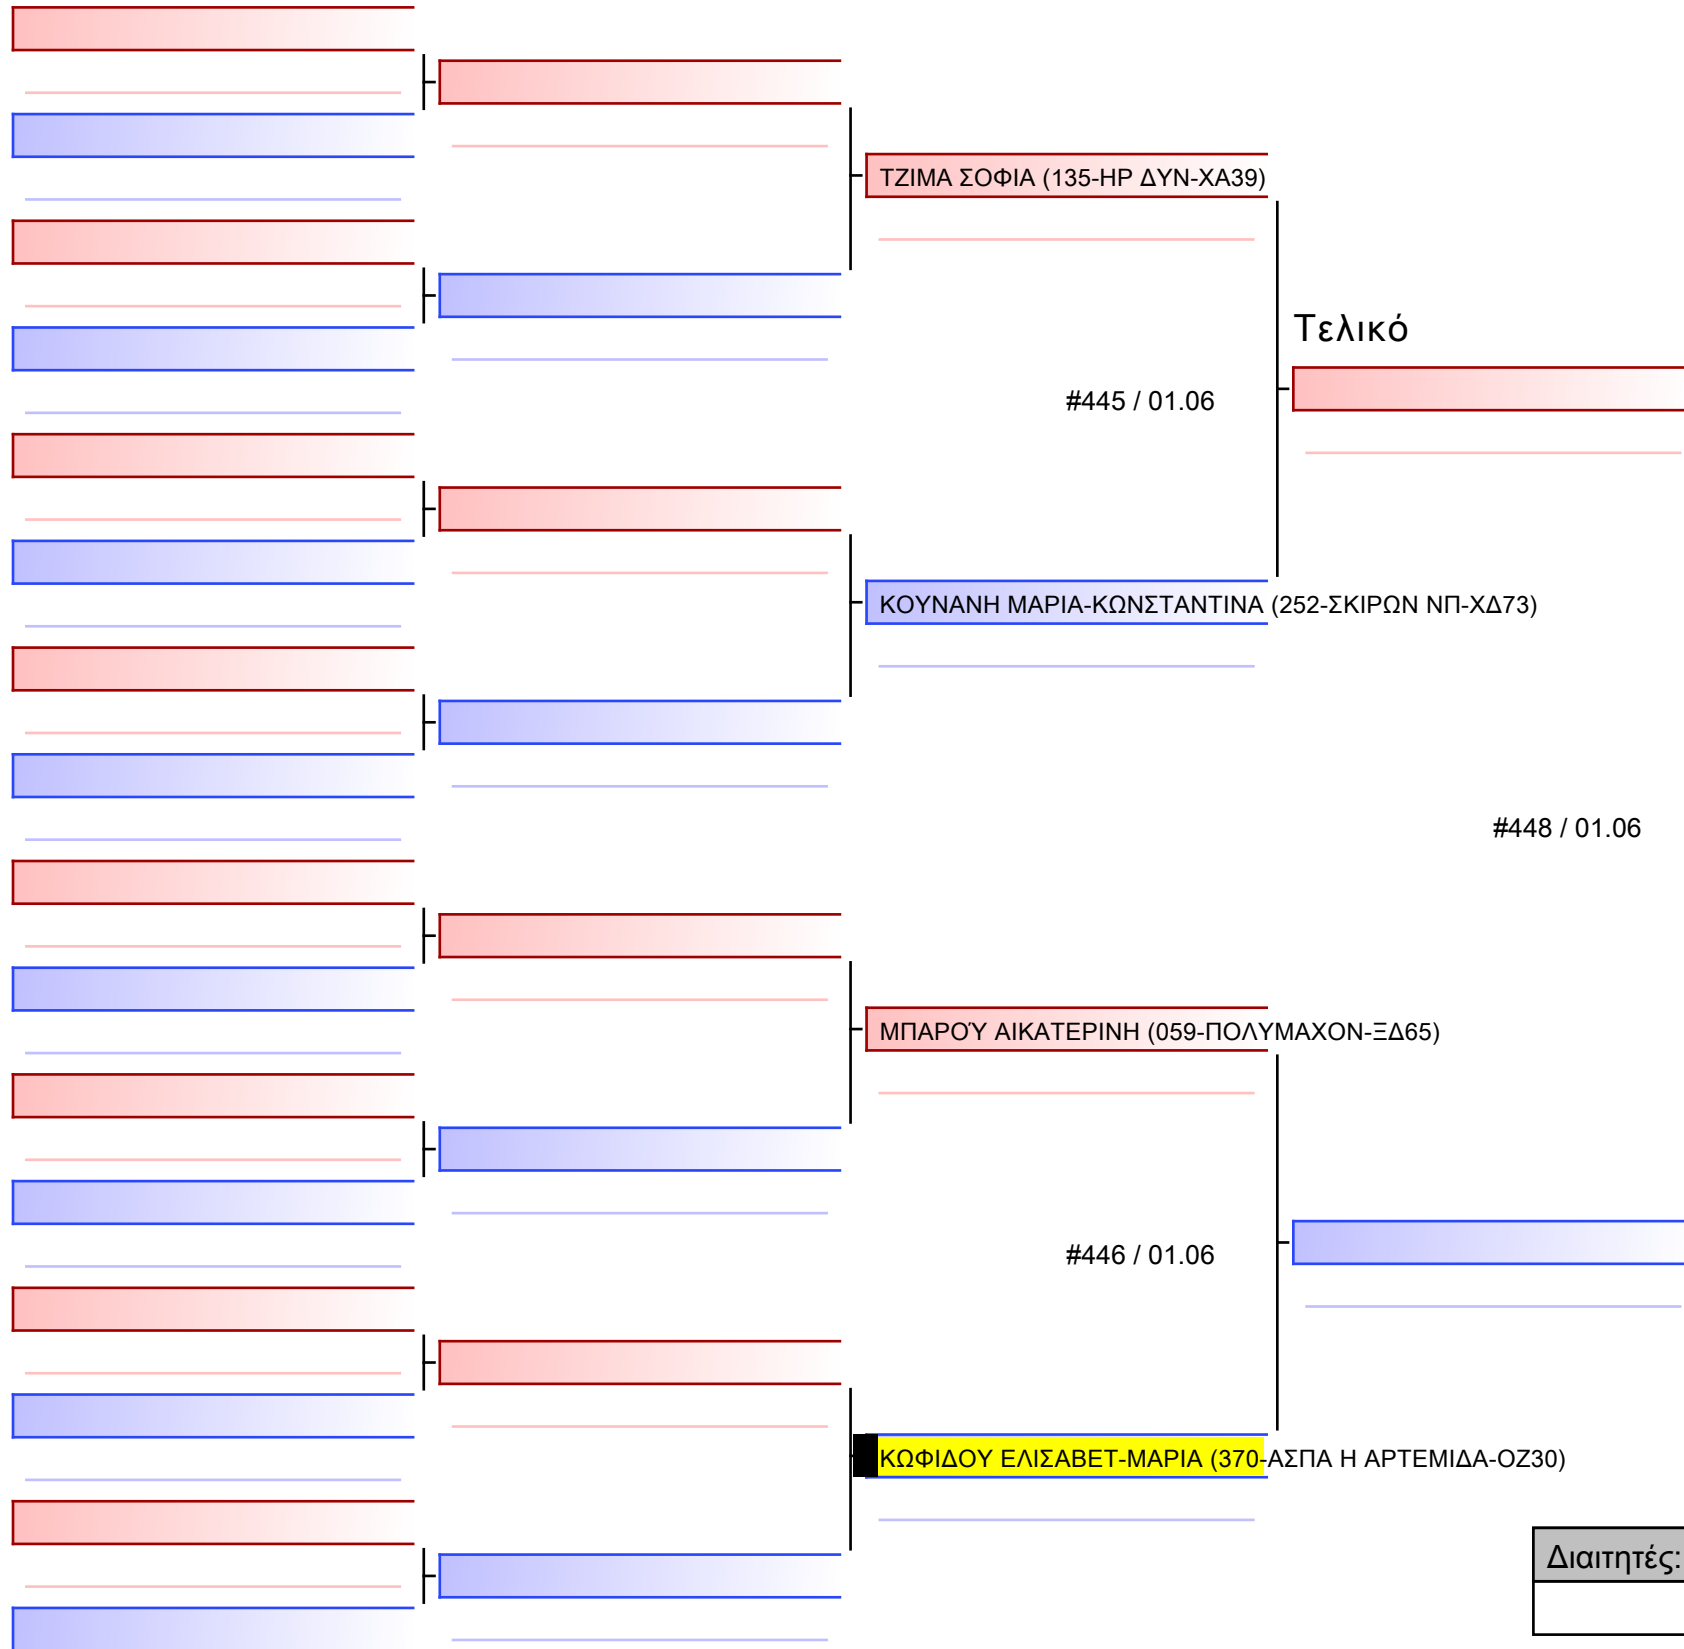 ΤΖΙΜΑ ΣΟΦΙΑ (135-ΗΡ ΔΥΝ-ΧΑ39)
Τελικό
#445 / 01.06
ΚΟΥΝΑΝΗ ΜΑΡΙΑ-ΚΩΝΣΤΑΝΤΙΝΑ (252-ΣΚΙΡΩΝ ΝΠ-ΧΔ73)
#448 / 01.06
ΜΠΑΡΟΎ ΑΙΚΑΤΕΡΙΝΗ (059-ΠΟΛΥΜΑΧΟΝ-ΞΔ65)
#446 / 01.06
ΚΩΦΙΔΟΥ ΕΛΙΣΑΒΕΤ-ΜΑΡΙΑ (370-ΑΣΠΑ Η ΑΡΤΕΜΙΔΑ-ΟΖ30)
Διαιτητές: